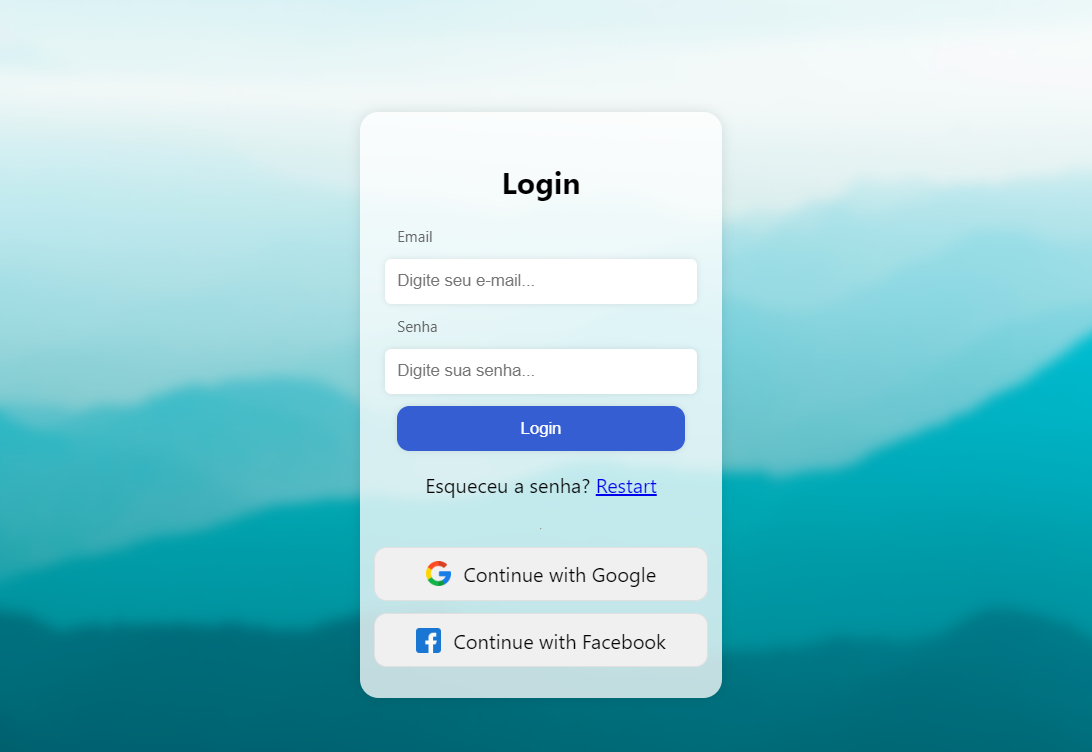 Login
Email
Digite seu e-mail...
Senha
Digite sua senha...
Login
Esqueceu a senha? Restart
Continue with Google
Continue with Facebook